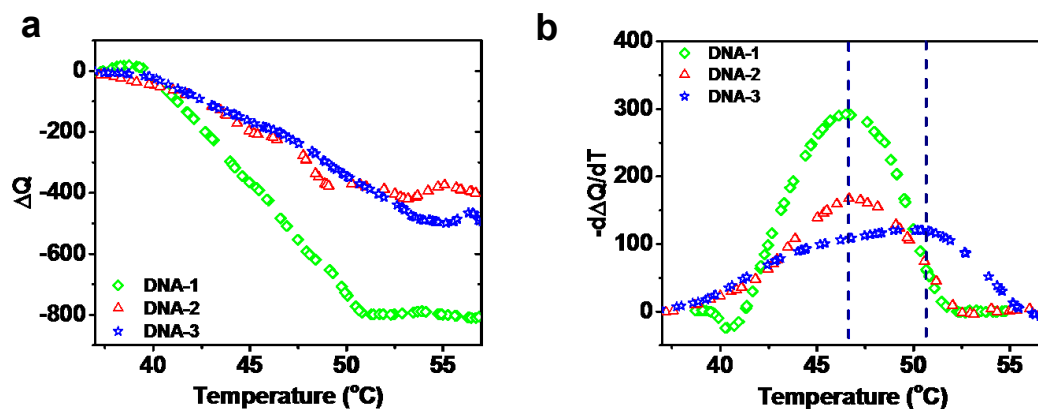 a
ΔQ
0
-200
-400
-600
-800
DNA-1
DNA-2
DNA-3
40 45 50 55
Temperature (°C)
b
-dΔQ/dT
400
300
200
100
0
DNA-1
DNA-2
DNA-3
40 45 50 55
Temperature (°C)